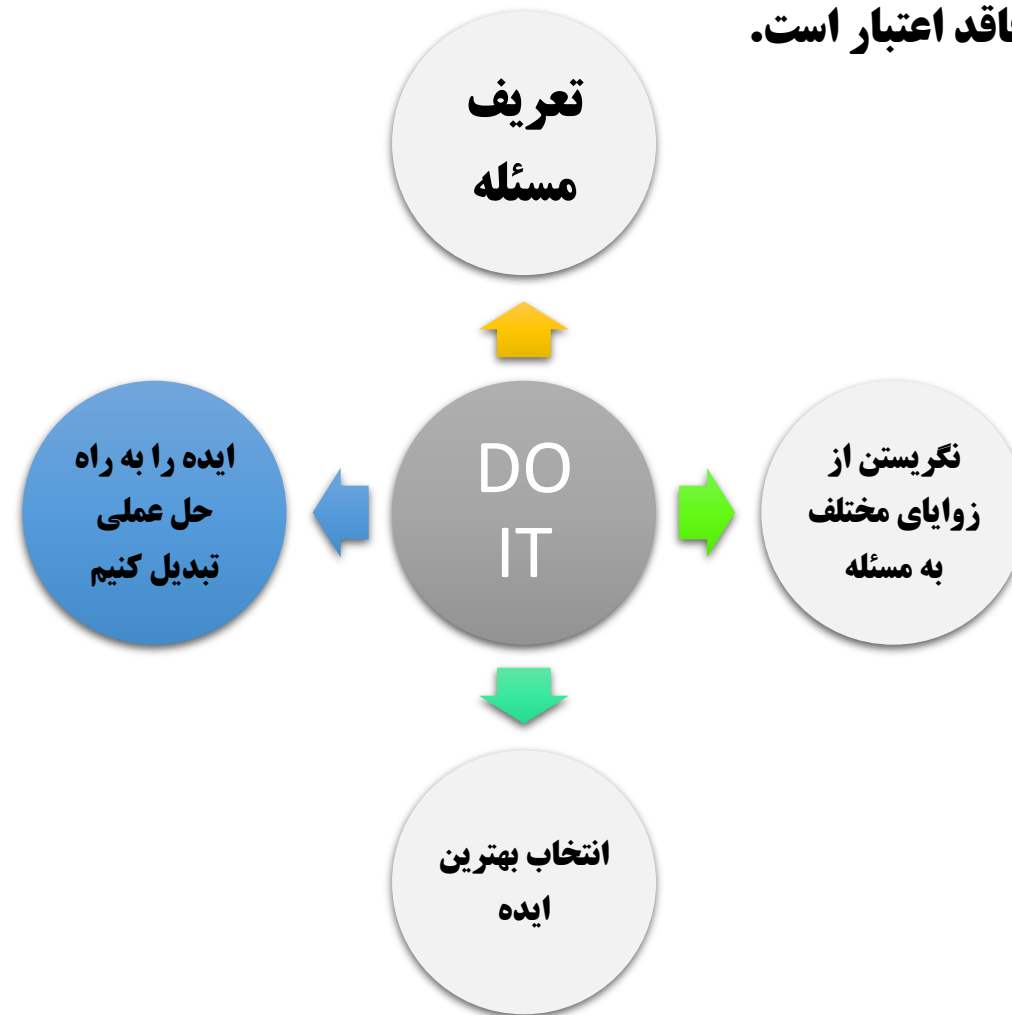 فاقد اعتبار است.
تعریف
مسئله
ایده را به راه
حل عملی
تبدیل کنیم
DO
IT
نگریستن از
زوایای مختلف
به مسئله
انتخاب بهترین
ایده